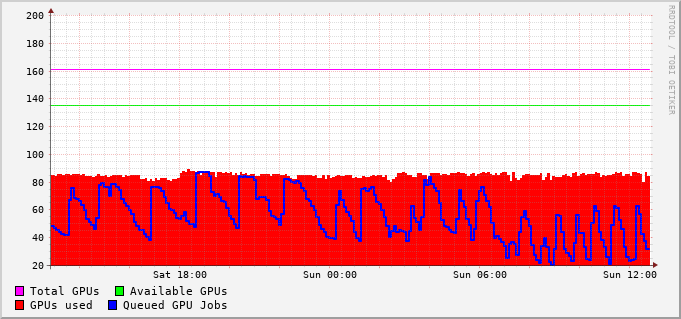 200
180
160
140
120
100
80
60
40
20
Sat 18:00 Sun 00:00 Sun 06:00 Sun 12:00
Total GPUs Available GPUs
GPUs used Queued GPU Jobs
RRDTOOL / TOBI OETIKER